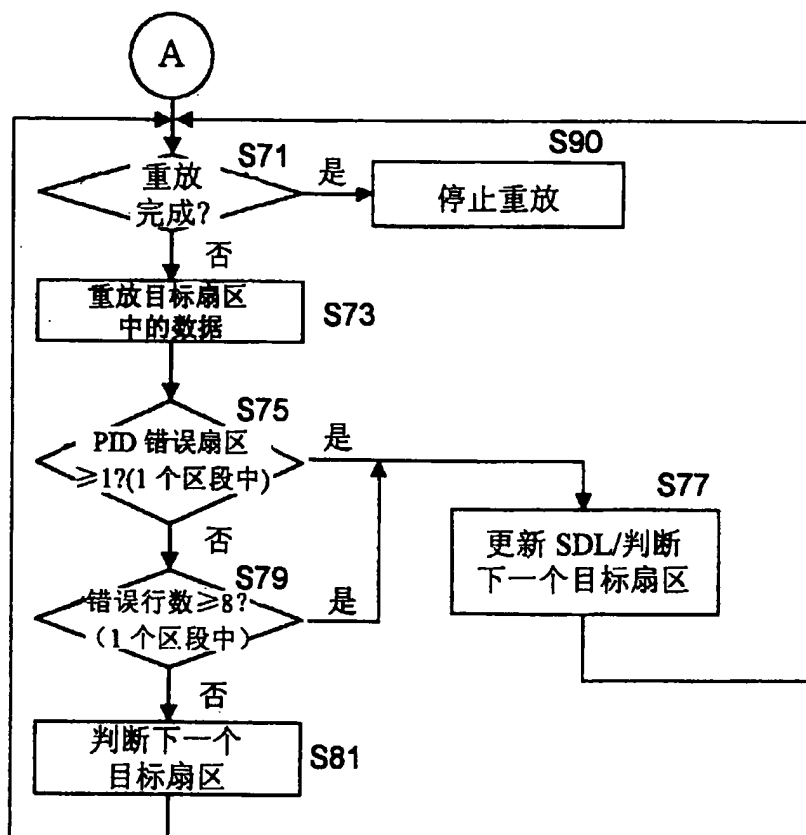 A
S71
重放
完成?
是
S90
停止重放
否
重放目标扇区
中的数据
S73
S75
PID 错误扇区
≥1?(1 个区段中)
是
S77
更新 SDL/判断
下一个目标扇区
否
S79
错误行数≥8?
(1 个区段中)
是
否
判断下一个
目标扇区
S81